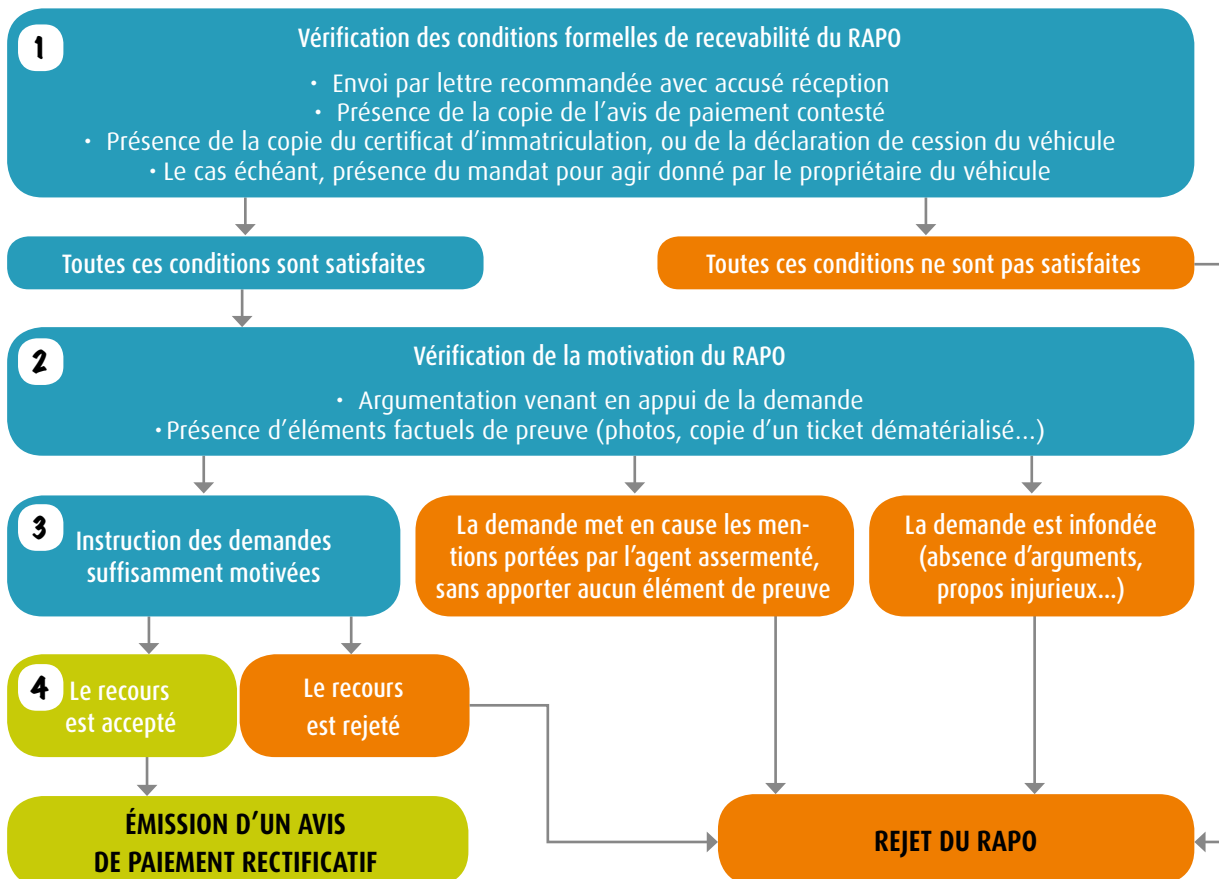 1
Vérification des conditions formelles de recevabilité du RAPO
• Envoi par lettre recommandée avec accusé réception
• Présence de la copie de l’avis de paiement contesté
• Présence de la copie du certificat d’immatriculation, ou de la déclaration de cession du véhicule
• Le cas échéant, présence du mandat pour agir donné par le propriétaire du véhicule
Toutes ces conditions sont satisfaites
Toutes ces conditions ne sont pas satisfaites
2
Vérification de la motivation du RAPO
• Argumentation venant en appui de la demande
• Présence d’éléments factuels de preuve (photos, copie d’un ticket dématérialisé...)
3
Instruction des demandes
suffisamment motivées
La demande met en cause les men-
tions portées par l’agent assermenté,
sans apporter aucun élément de preuve
La demande est infondée
(absence d’arguments,
propos injurieux...)
4
Le recours
est accepté
Le recours
est rejeté
ÉMISSION D’UN AVIS
DE PAIEMENT RECTIFICATIF
REJET DU RAPO